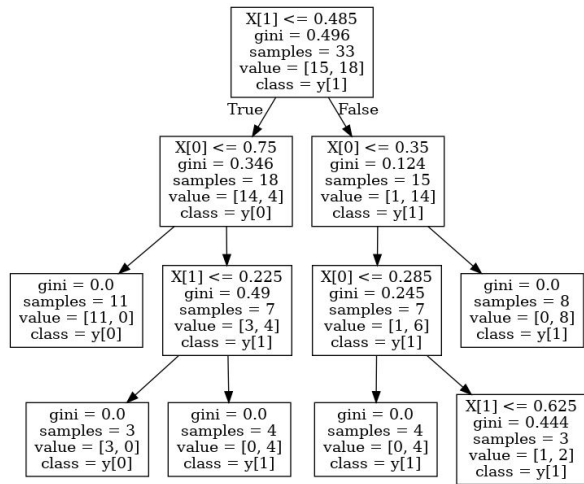 X[1] <= 0.485
gini = 0.496
samples = 33
value = [15, 18]
class = y[1]
True
False
X[0] <= 0.75
gini = 0.346
samples = 18
value = [14, 4]
class = y[0]
X[0] <= 0.35
gini = 0.124
samples = 15
value = [1, 14]
class = y[1]
gini = 0.0
samples = 11
value = [11, 0]
class = y[0]
X[1] <= 0.225
gini = 0.49
samples = 7
value = [3, 4]
class = y[1]
X[0] <= 0.285
gini = 0.245
samples = 7
value = [1, 6]
class = y[1]
gini = 0.0
samples = 8
value = [0, 8]
class = y[1]
gini = 0.0
samples = 3
value = [3, 0]
class = y[0]
gini = 0.0
samples = 4
value = [0, 4]
class = y[1]
gini = 0.0
samples = 4
value = [0, 4]
class = y[1]
X[1] <= 0.625
gini = 0.444
samples = 3
value = [1, 2]
class = y[1]